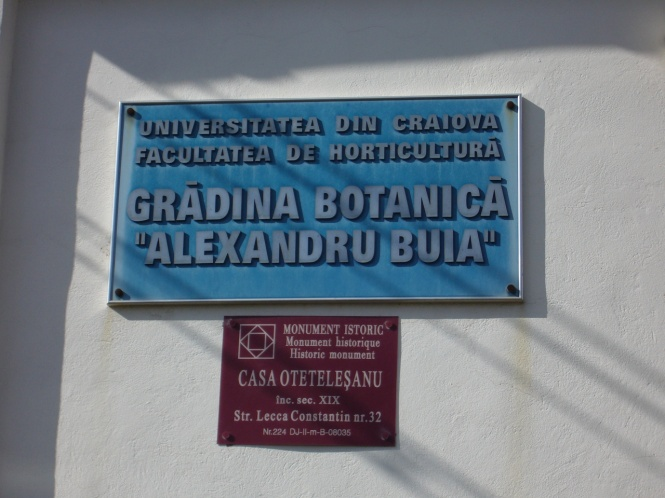 UNIVERSITATEA DIN CRAIOVA
FACULTATEA DE HORTICULTURĂ
GRĂDINA BOTANICĂ
"ALEXANDRU BUIA"
MONUMENT ISTORIC
Monument historique
Historic monument
CASA OTETELEŞANU
înc. sec. XIX
Str. Lecca Constantin nr. 32
Nr.224 DJ-II-m-B-08035